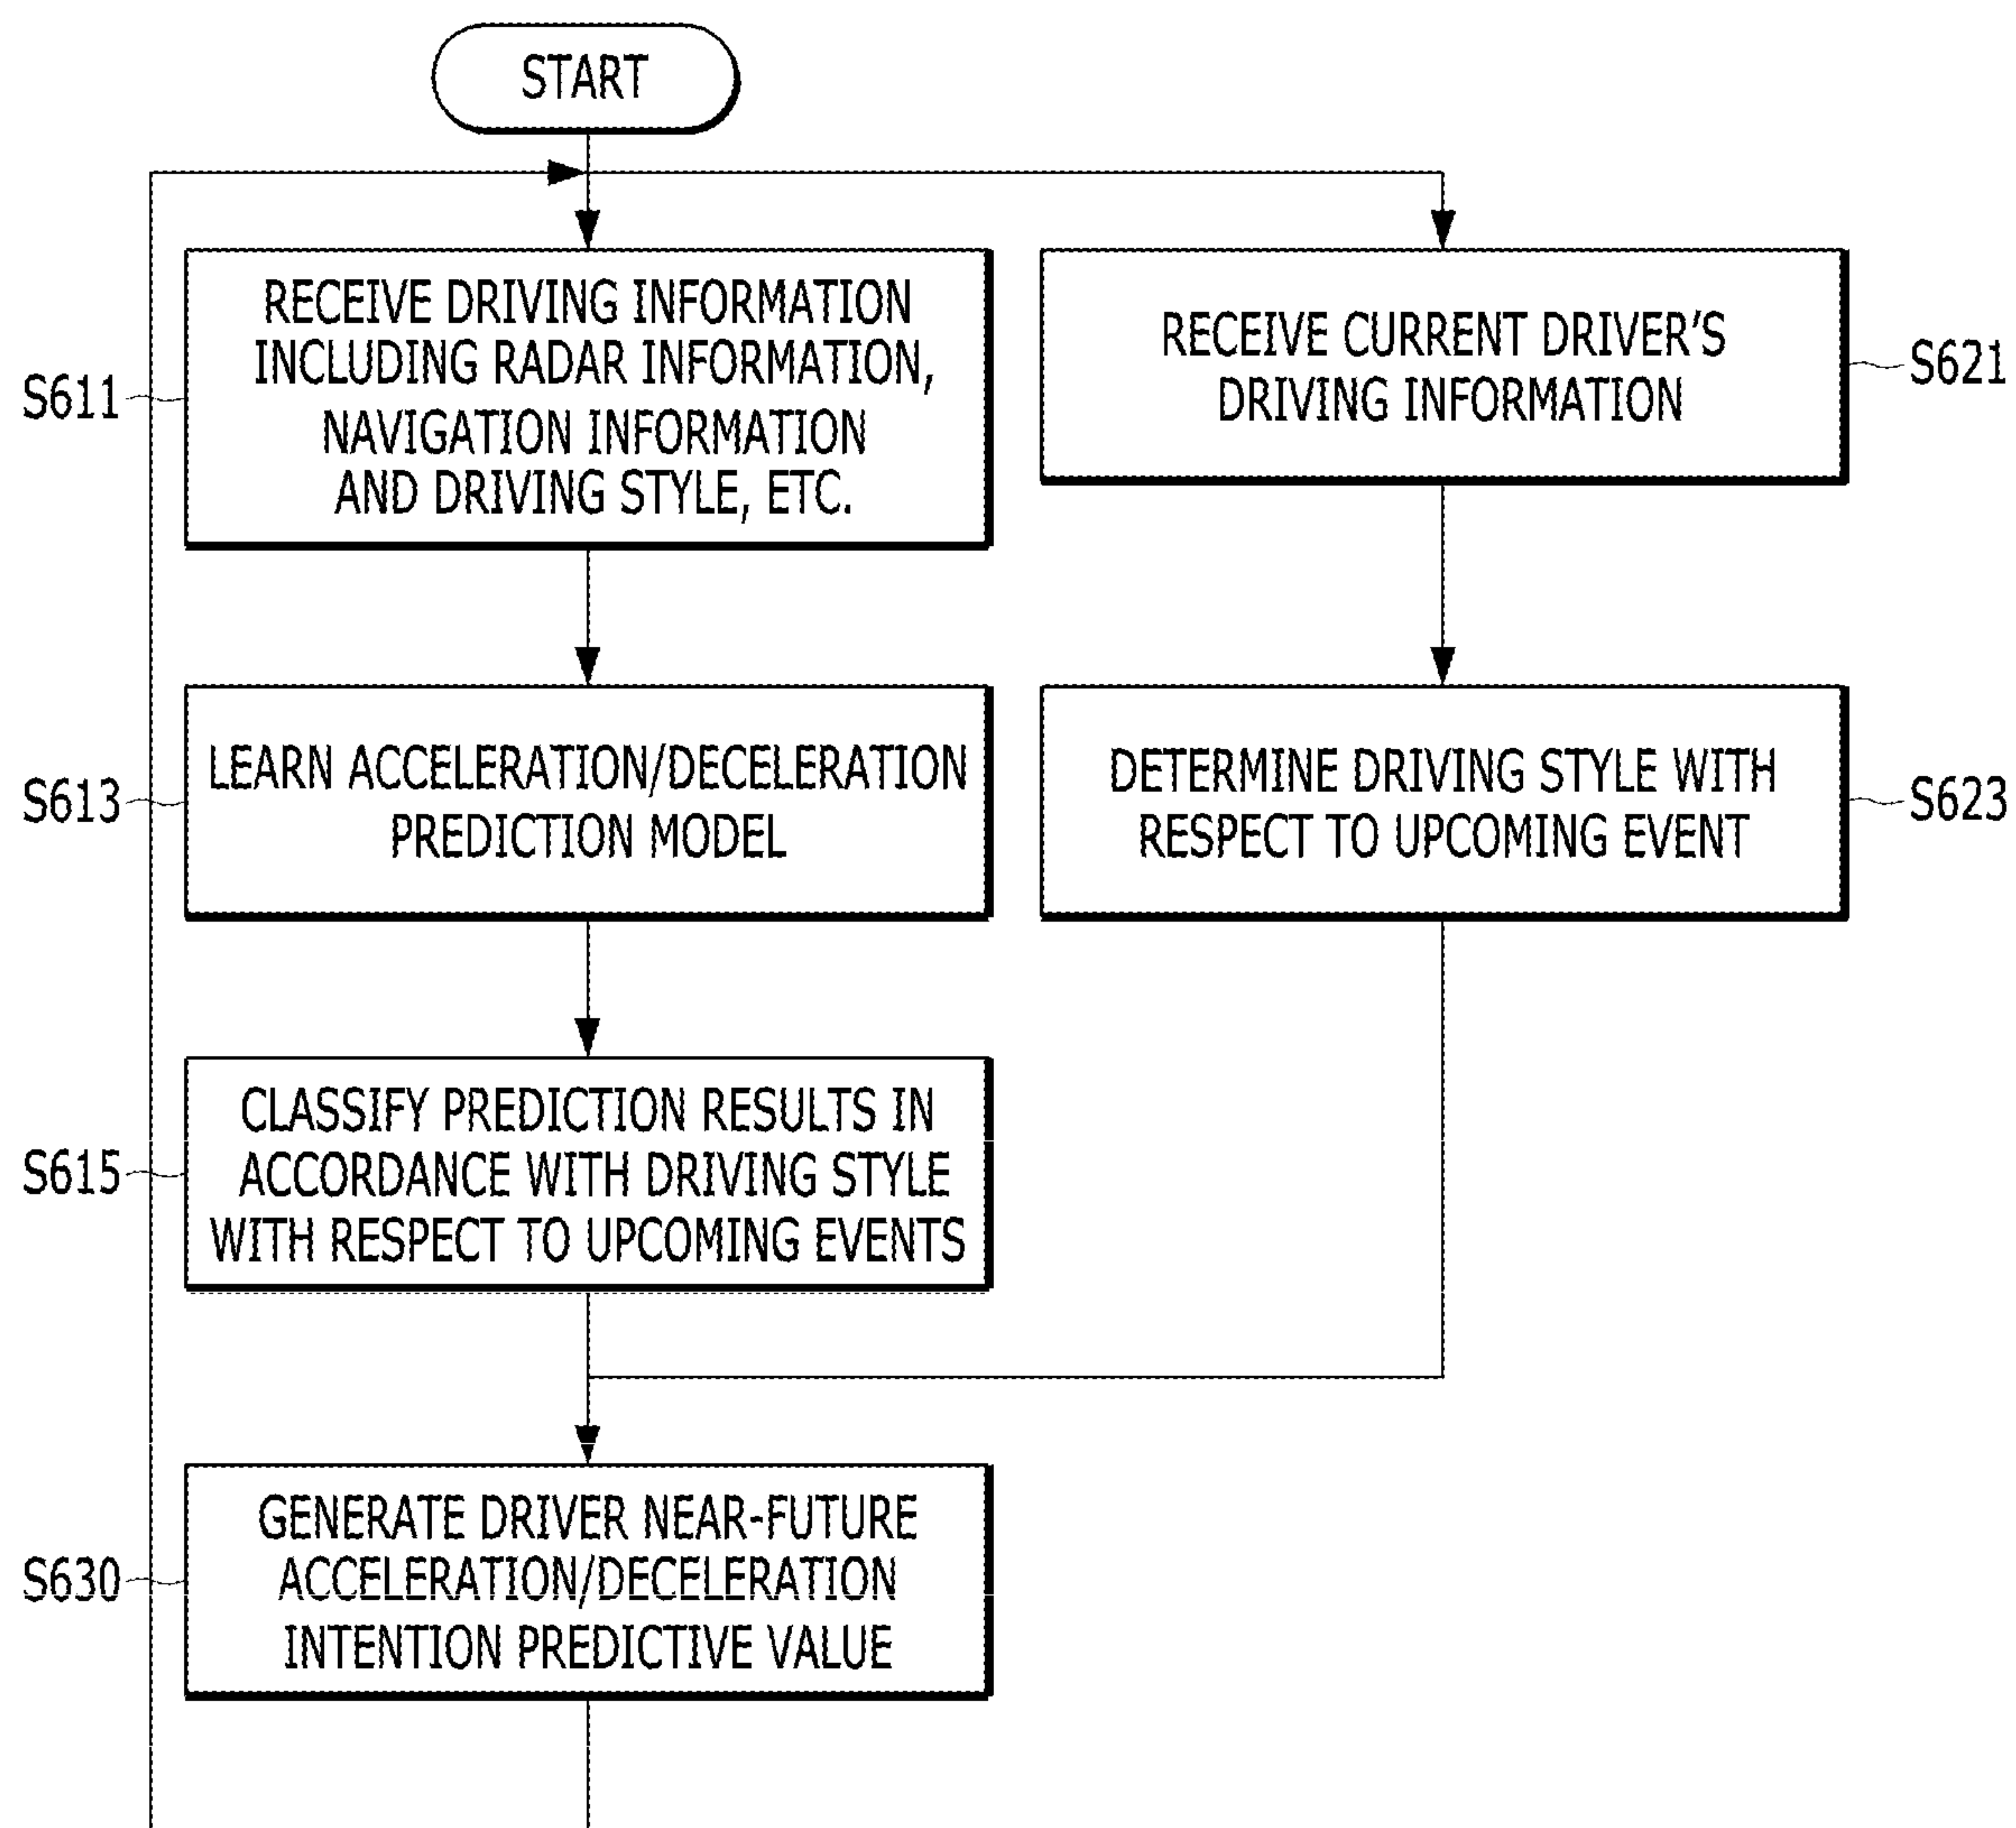 START
RECEIVE DRIVING INFORMATION
INCLUDING RADAR INFORMATION,
NAVIGATION INFORMATION
AND DRIVING STYLE, ETC.
S611
RECEIVE CURRENT DRIVER'S
DRIVING INFORMATION
S621
LEARN ACCELERATION/DECELERATION
PREDICTION MODEL
S613
DETERMINE DRIVING STYLE WITH
RESPECT TO UPCOMING EVENT
S623
CLASSIFY PREDICTION RESULTS IN
ACCORDANCE WITH DRIVING STYLE
WITH RESPECT TO UPCOMING EVENTS
S615
GENERATE DRIVER NEAR-FUTURE
ACCELERATION/DECELERATION
INTENTION PREDICTIVE VALUE
S630